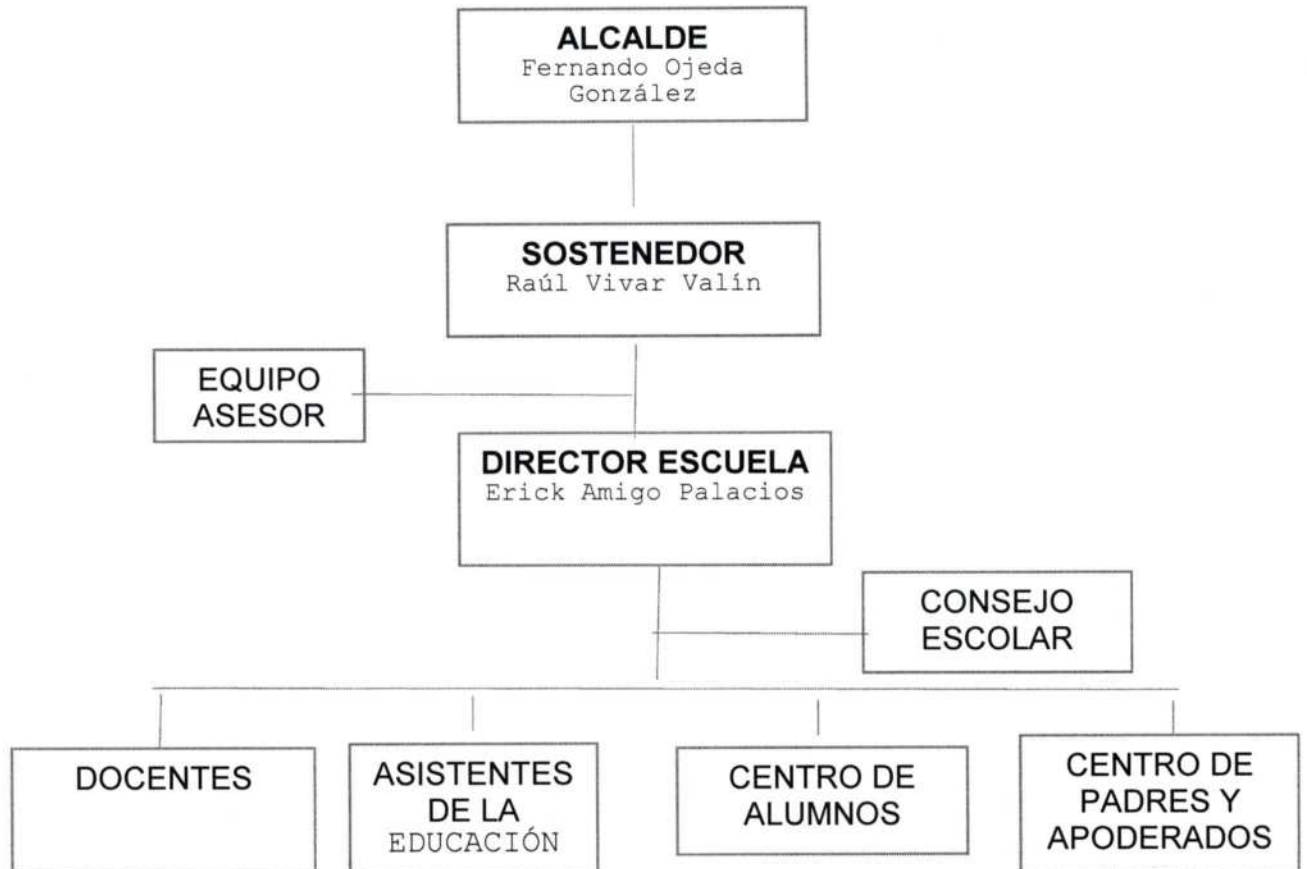 ALCALDE
Fernando Ojeda
González
SOSTENEDOR
Raúl Vivar Valín
EQUIPO
ASESOR
DIRECTOR ESCUELA
Erick Amigo Palacios
CONSEJO
ESCOLAR
DOCENTES
ASISTENTES
DE LA
EDUCACIÓN
CENTRO DE
ALUMNOS
CENTRO DE
PADRES Y
APODERADOS